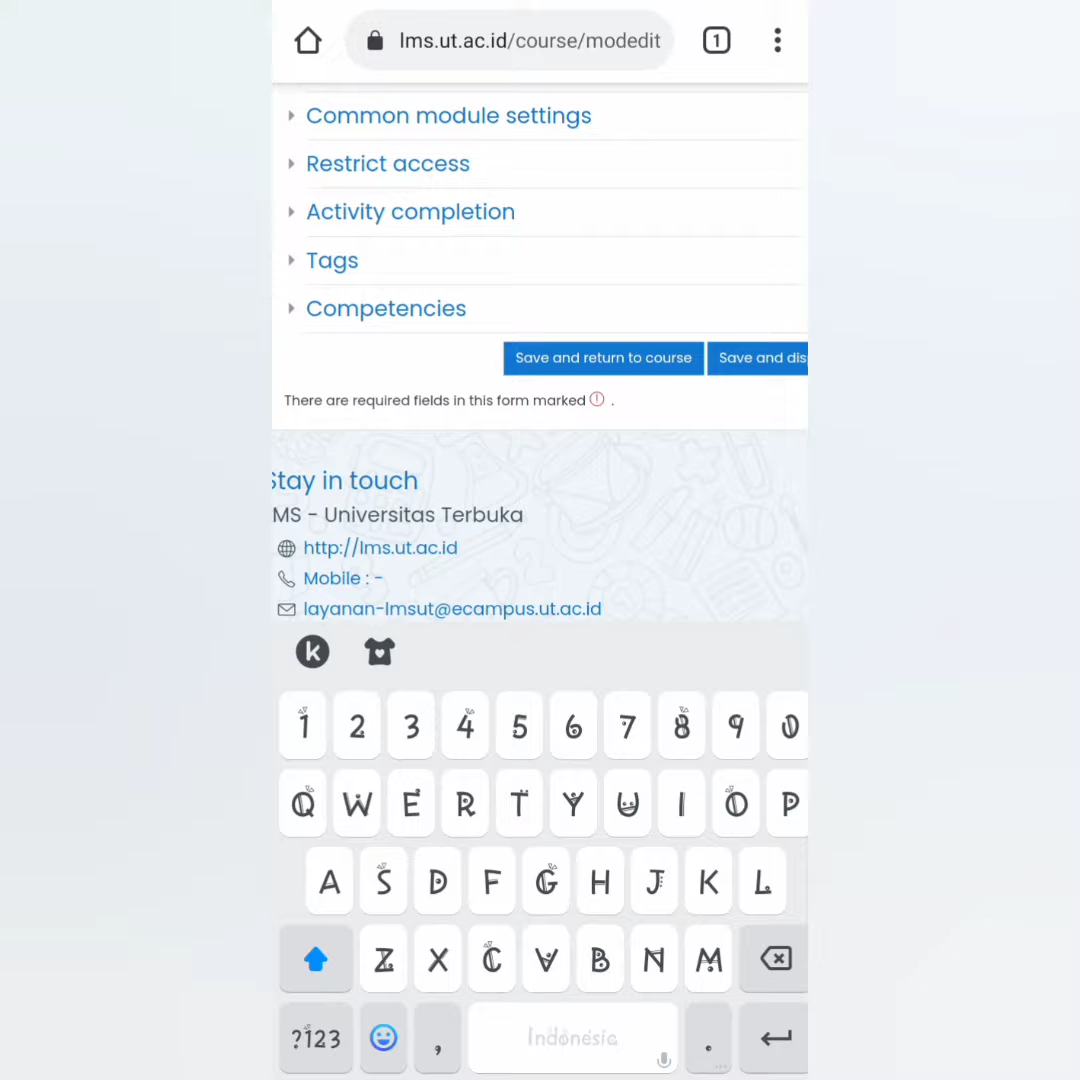 lms.ut.ac.id/course/modedit
1
Common module settings
Restrict access
Activity completion
Tags
Competencies
Save and return to course Save and dis
There are required fields in this form marked .
Stay in touch
MS - Universitas Terbuka
http://lms.ut.ac.id
Mobile : -
layanan-lmsut@ecampus.ut.ac.id
k
1 2 3 4 5 6 7 8 9 0
Q W E R T Y U I O P
A S D F G H J K L
Z X C V B N M
?123 , Indonesia .